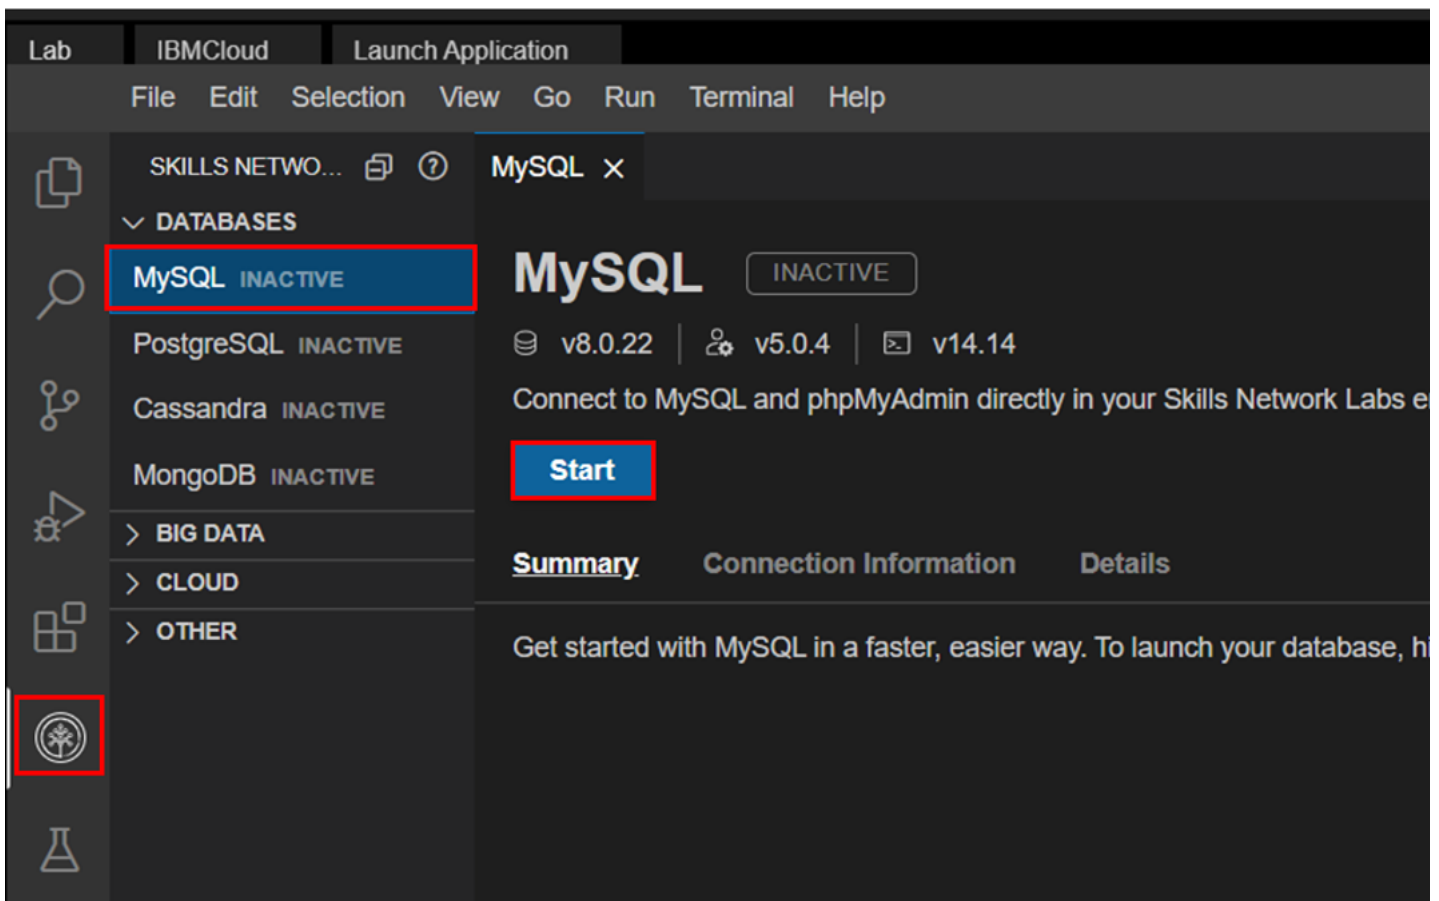 Lab IBMCloud Launch Application
File Edit Selection View Go Run Terminal Help
SKILLS NETWO...
DATABASES
MySQL INACTIVE
PostgreSQL INACTIVE
Cassandra INACTIVE
MongoDB INACTIVE
BIG DATA
CLOUD
OTHER
MySQL
MySQL INACTIVE
v8.0.22 v5.0.4 v14.14
Connect to MySQL and phpMyAdmin directly in your Skills Network Labs
Start
Summary Connection Information Details
Get started with MySQL in a faster, easier way. To launch your database,